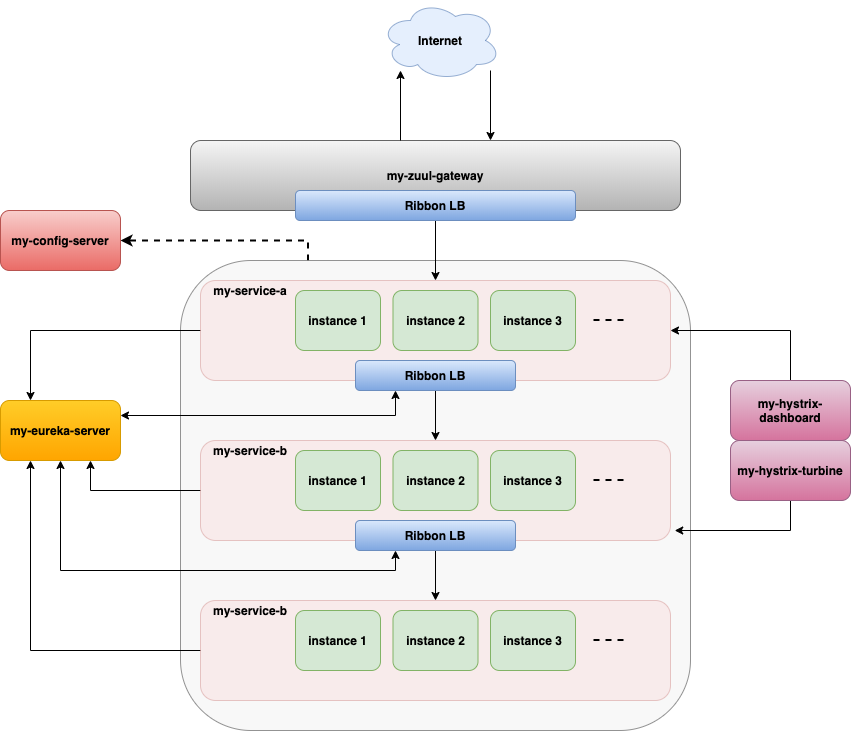 Internet
my-zuul-gateway
Ribbon LB
my-config-server
my-service-a
instance 1
instance 2
instance 3
Ribbon LB
my-hystrix-
dashboard
my-eureka-server
my-service-b
instance 1
instance 2
instance 3
my-hystrix-turbine
Ribbon LB
my-service-b
instance 1
instance 2
instance 3